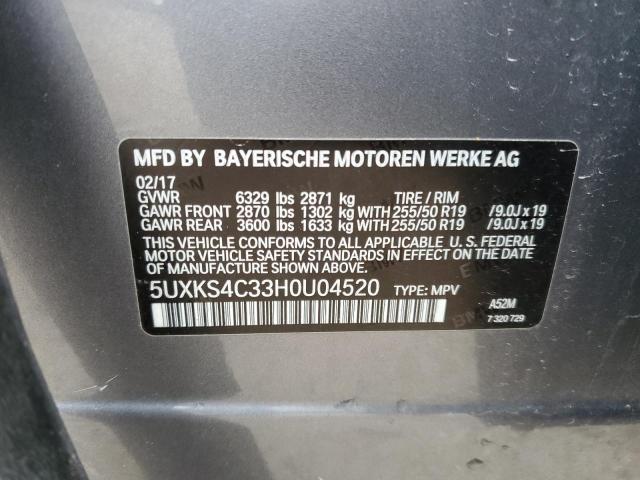 MFD BY BAYERISCHE MOTOREN WERKE AG
02/17
GVWR 6329 lbs 2871 kg TIRE / RIM
GAWR FRONT 2870 lbs 1302 kg WITH 255/50 R19 /9.0J x 19
GAWR REAR 3600 lbs 1633 kg WITH 255/50 R19 /9.0J x 19
THIS VEHICLE CONFORMS TO ALL APPLICABLE U. S. FEDERAL
MOTOR VEHICLE SAFETY STANDARDS IN EFFECT ON THE DATE
OF MANUFACTURE SHOWN ABOVE.
5UXKS4C33H0U04520 TYPE: MPV
A52M
7 320 729